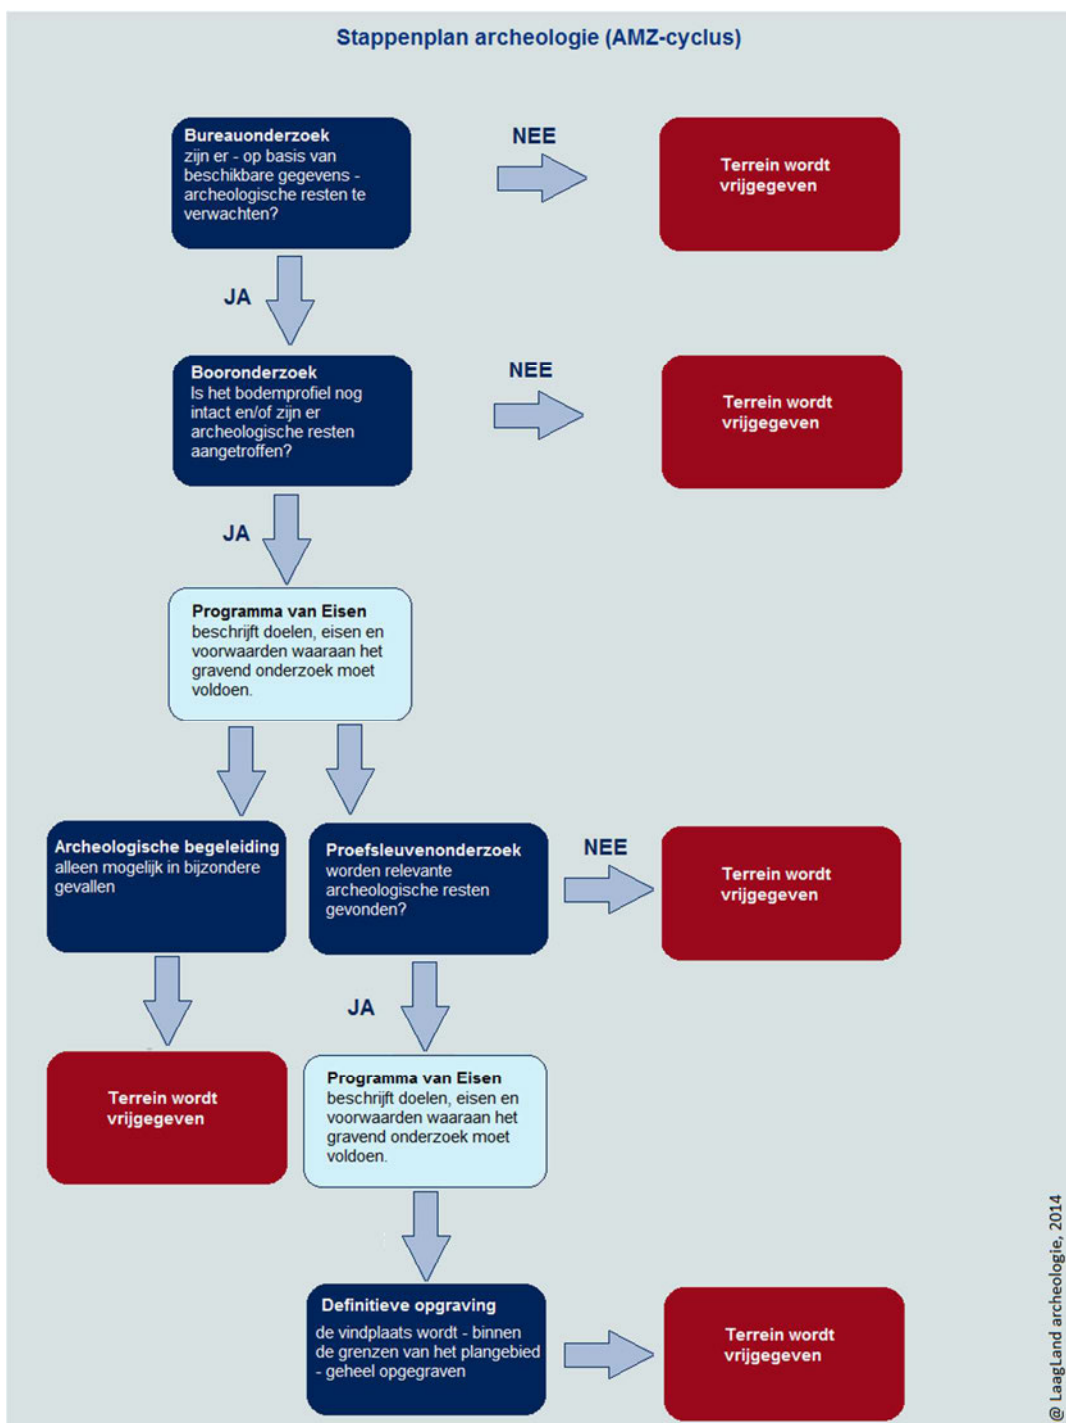 Stappenplan archeologie (AMZ-cyclus)
Bureauonderzoek
zijn er - op basis van
beschikbare gegevens -
archeologische resten te
verwachten?
NEE
Terrein wordt
vrijgegeven
JA
Booronderzoek
Is het bodemprofiel nog
intact en/of zijn er
archeologische resten
aangetroffen?
NEE
Terrein wordt
vrijgegeven
JA
Programma van Eisen
beschrijft doelen, eisen en
voorwaarden waaraan het
gravend onderzoek moet
voldoen.
Archeologische begeleiding
alleen mogelijk in bijzondere
gevallen
Proefsleuvenonderzoek
worden relevante
archeologische resten
gevonden?
NEE
Terrein wordt
vrijgegeven
JA
Terrein wordt
vrijgegeven
Programma van Eisen
beschrijft doelen, eisen en
voorwaarden waaraan het
gravend onderzoek moet
voldoen.
Definitieve opgraving
de vindplaats wordt - binnen
de grenzen van het plangebied
- geheel opgegraven
Terrein wordt
vrijgegeven
@ LaagLand archeologie, 2014